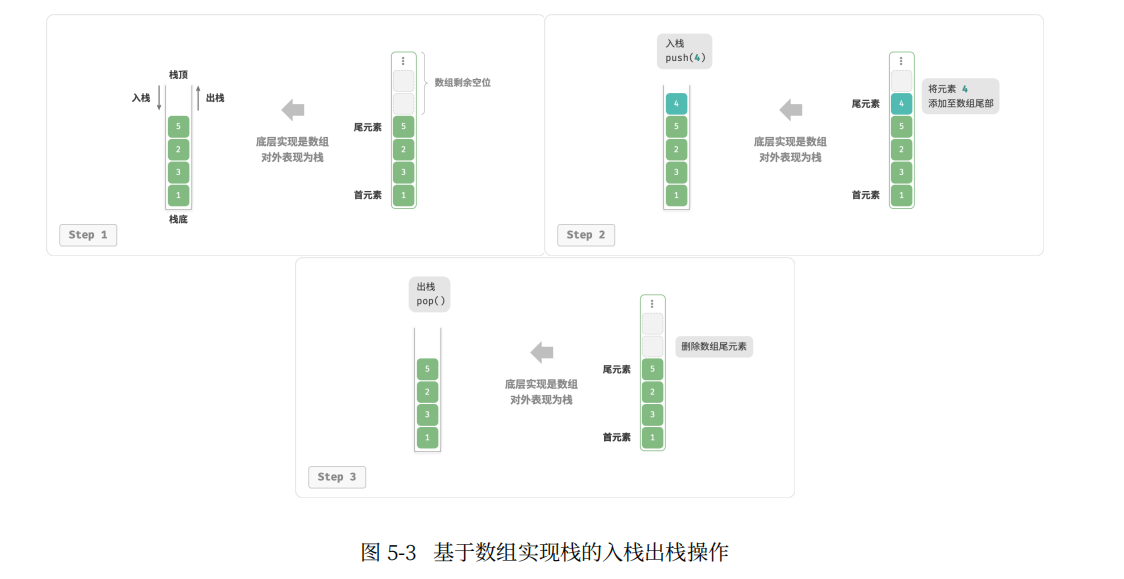 栈顶
入栈
出栈
5
2
3
1
栈底
底层实现是数组
对外表现为栈
⋮
数组剩余空位
尾元素
5
2
3
首元素
1
Step 1
入栈
push(4)
4
5
2
3
1
底层实现是数组
对外表现为栈
⋮
尾元素
4
5
2
3
首元素
1
将元素 4
添加至数组尾部
Step 2
出栈
pop()
5
2
3
1
底层实现是数组
对外表现为栈
⋮
尾元素
5
2
3
首元素
1
删除数组尾元素
Step 3
图 5-3 基于数组实现栈的入栈出栈操作